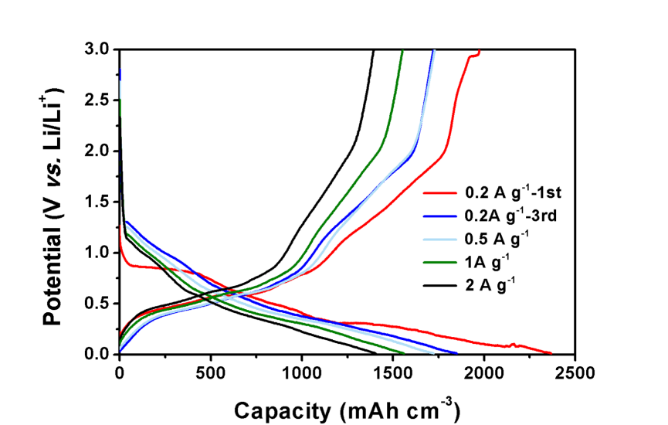 3.0
2.5
2.0
1.5
1.0
0.5
0.0
Potential (V vs. Li/Li⁺)
0.2 A g⁻¹-1st
0.2A g⁻¹-3rd
0.5 A g⁻¹
1A g⁻¹
2 A g⁻¹
0 500 1000 1500 2000 2500
Capacity (mAh cm⁻³)